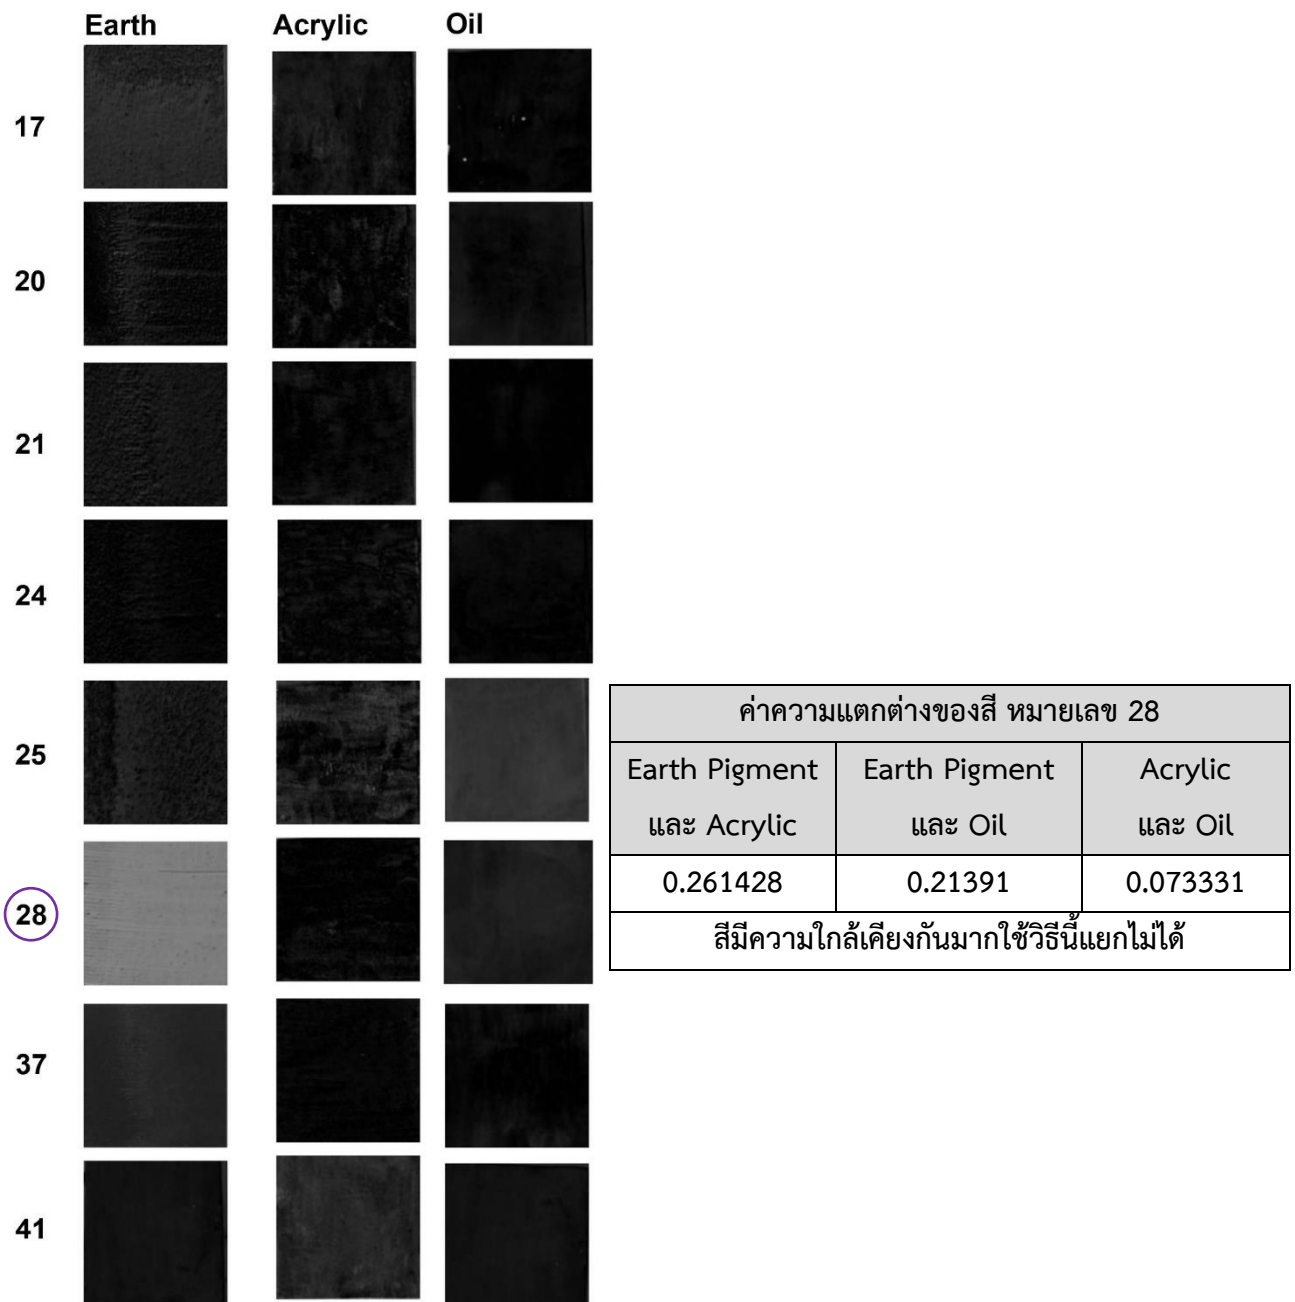 Earth Acrylic Oil
17
20
21
24
25
ค่าความแตกต่างของสี หมายเลข 28
Earth Pigment และ Acrylic
Earth Pigment และ Oil
Acrylic และ Oil
0.261428 0.21391 0.073331
28
สีมีความใกล้เคียงกันมากใช้วิธีนี้แยกไม่ได้
37
41